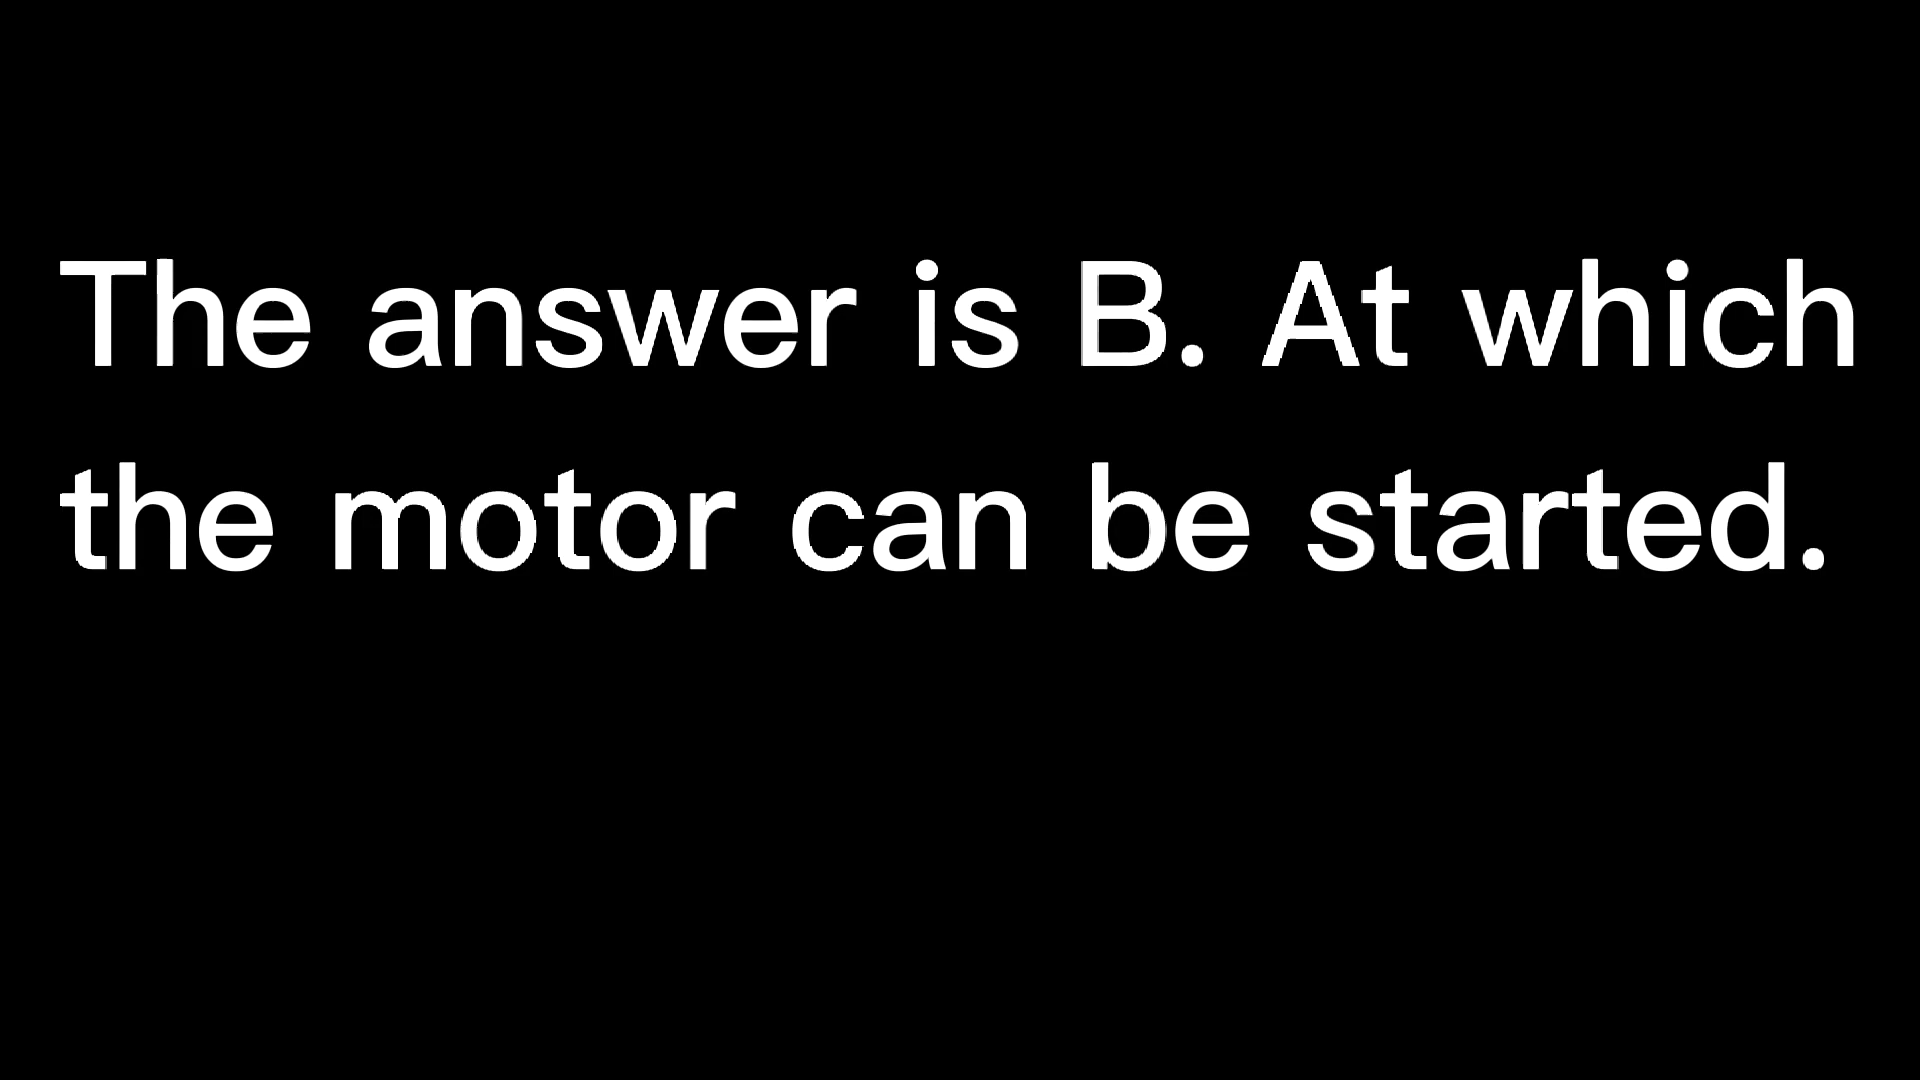 The answer is B. At which
the motor can be started.